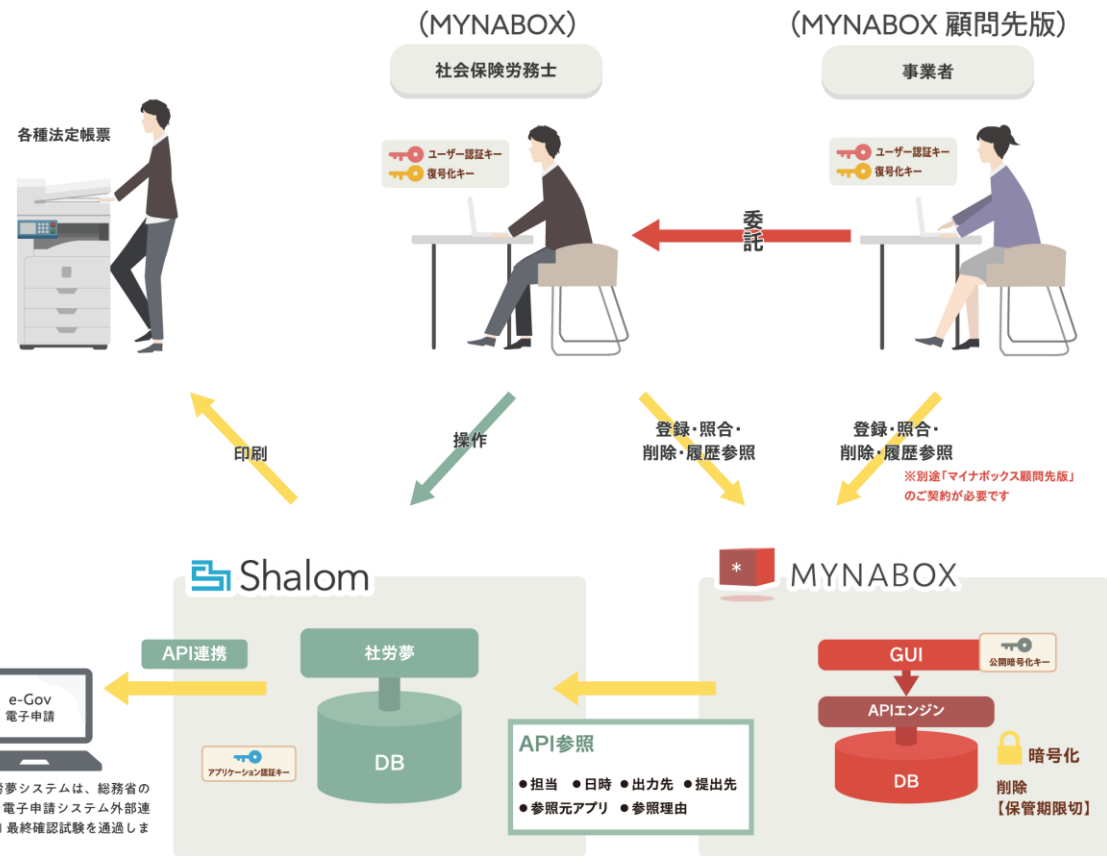 （MYNABOX）
（MYNABOX 顧問先版）
社会保険労務士
事業者
各種法定帳票
ユーザー認証キー
復号化キー
ユーザー認証キー
復号化キー
委託
印刷
操作
登録・照合・
削除・履歴参照
登録・照合・
削除・履歴参照
※別途「マイナボックス顧問先版」
のご契約が必要です
Shalom
* MYNABOX
API連携
社労夢
DB
アプリケーション認証キー
e-Gov
電子申請
夢システムは、総務省の
電子申請システム外部連
最終確認試験を通過しま
API参照
●担当 ●日時 ●出力先 ●提出先
●参照元アプリ ●参照理由
GUI
公開暗号化キー
APIエンジン
DB
暗号化
削除
【保管期限切】